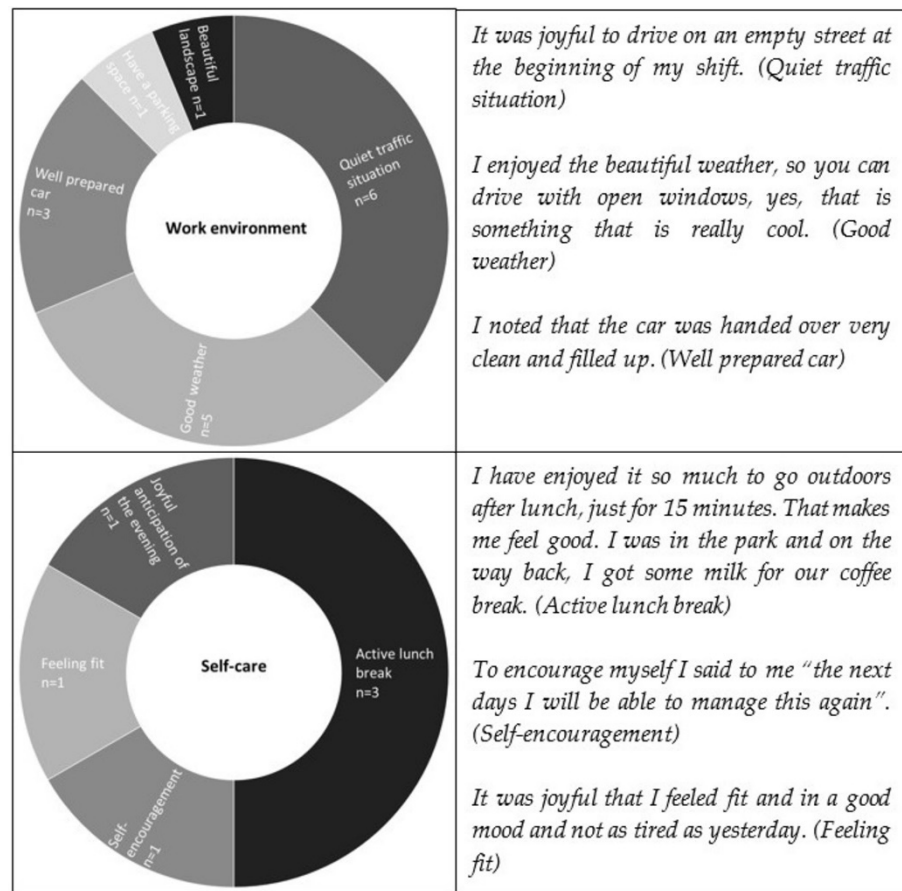 Beautiful
landscape n=1
Have a parking
space n=1
Quiet traffic
situation
n=6
Well prepared
car
n=3
Work environment
Good weather
n=5
It was joyful to drive on an empty street at
the beginning of my shift. (Quiet traffic
situation)
I enjoyed the beautiful weather, so you can
drive with open windows, yes, that is
something that is really cool. (Good
weather)
I noted that the car was handed over very
clean and filled up. (Well prepared car)
Joyful
anticipation of
the evening
n=1
Feeling fit
n=1
Self-care
Active lunch
break
n=3
Self-
encouragement
n=1
I have enjoyed it so much to go outdoors
after lunch, just for 15 minutes. That makes
me feel good. I was in the park and on the
way back, I got some milk for our coffee
break. (Active lunch break)
To encourage myself I said to me “the next
days I will be able to manage this again”.
(Self-encouragement)
It was joyful that I feeled fit and in a good
mood and not as tired as yesterday. (Feeling
fit)